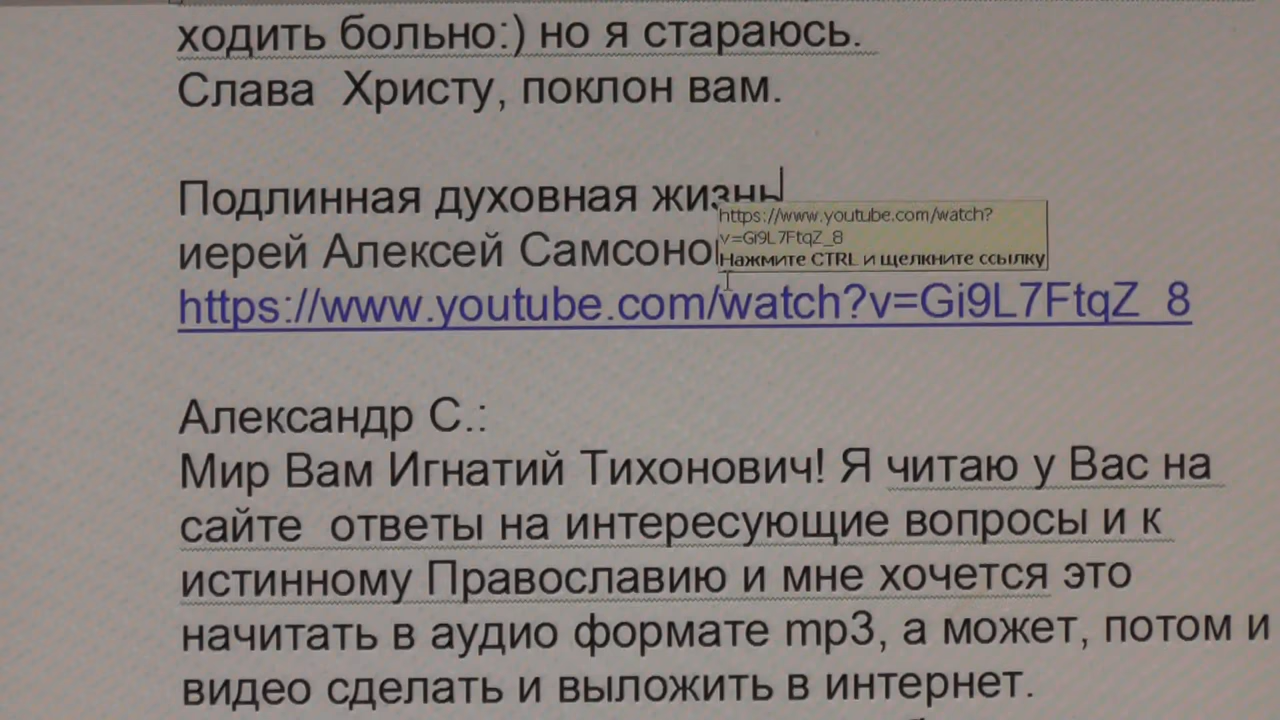 ходить больно:) но я стараюсь.
Слава  Христу, поклон вам.
Подлинная духовная жизнь
иерей Алексей Самсоно
https://www.youtube.com/watch?
v=Gi9L7FtqZ_8
Нажмите CTRL и щелкните ссылку
https://www.youtube.com/watch?v=Gi9L7FtqZ_8
Александр С.:
Мир Вам Игнатий Тихонович! Я читаю у Вас на
сайте  ответы на интересующие вопросы и к
истинному Православию и мне хочется это
начитать в аудио формате mp3, а может, потом и
видео сделать и выложить в интернет.